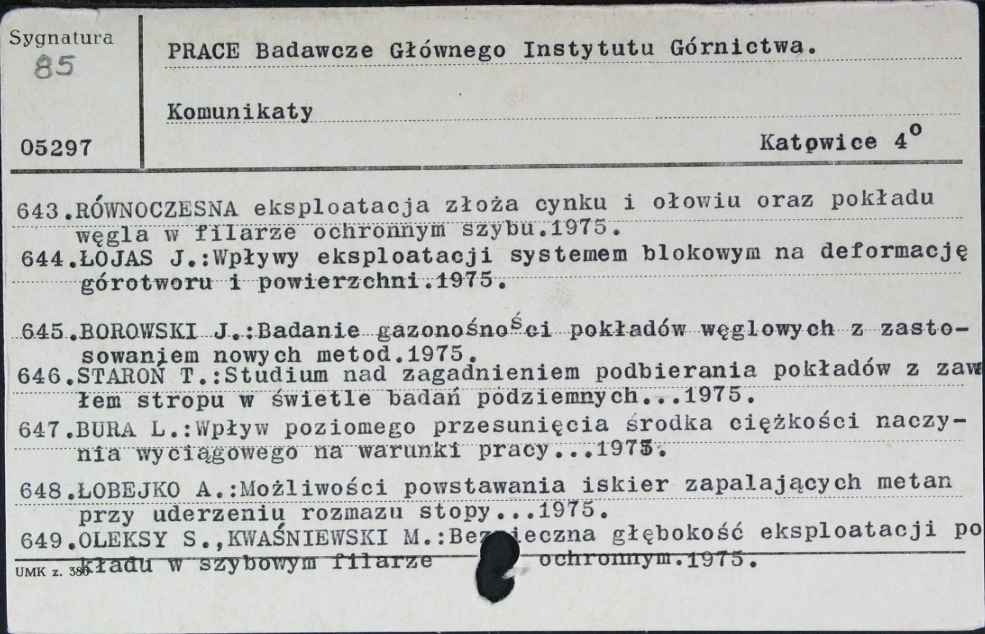 Sygnatura
85
05297
PRACE Badawcze Głównego Instytutu Górnictwa.
Komunikaty
Katowice 4°
643.RÓWNOCZESNA eksploatacja złoża cynku i ołowiu oraz pokładu
węgla w filarze ochronnym szybu.1975.
644.ŁOJAS J.:Wpływy eksploatacji systemem blokowym na deformację
górotworu i powierzchni.1975.
645.BOROWSKI J.:Badanie gazonośności pokładów węglowych z zasto-
sowaniem nowych metod.1975.
646.STAROŃ T.:Studium nad zagadnieniem podbierania pokładów z zawa
łem stropu w świetle badań podziemnych...1975.
647.BURA L.:Wpływ poziomego przesunięcia środka ciężkości naczy-
nia wyciągowego na warunki pracy...1975.
648.ŁOBEJKO A.:Możliwości powstawania iskier zapalających metan
przy uderzeniu rozmazu stopy...1975.
649.OLEKSY S.,KWAŚNIEWSKI M.:Bezpieczna głębokość eksploatacji po
kładu w szybowym filarze ochronnym.1975.
UMK z. 380